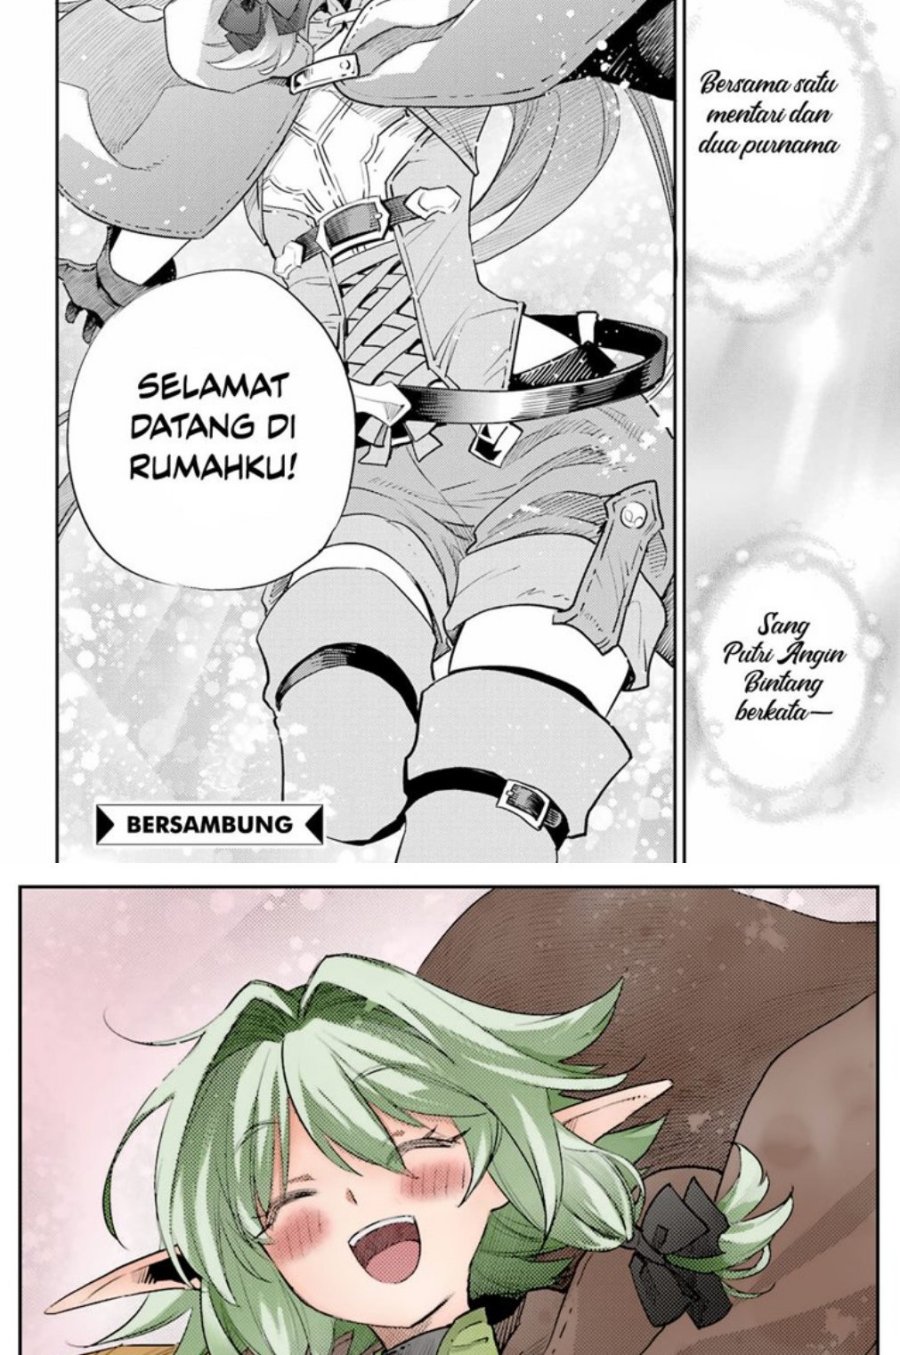 Bersama satu
mentari dan
dua purnama
Sang
Putri Angin
Bintang
berkata—
SELAMAT
DATANG DI
RUMAHKU!
BERSAMBUNG